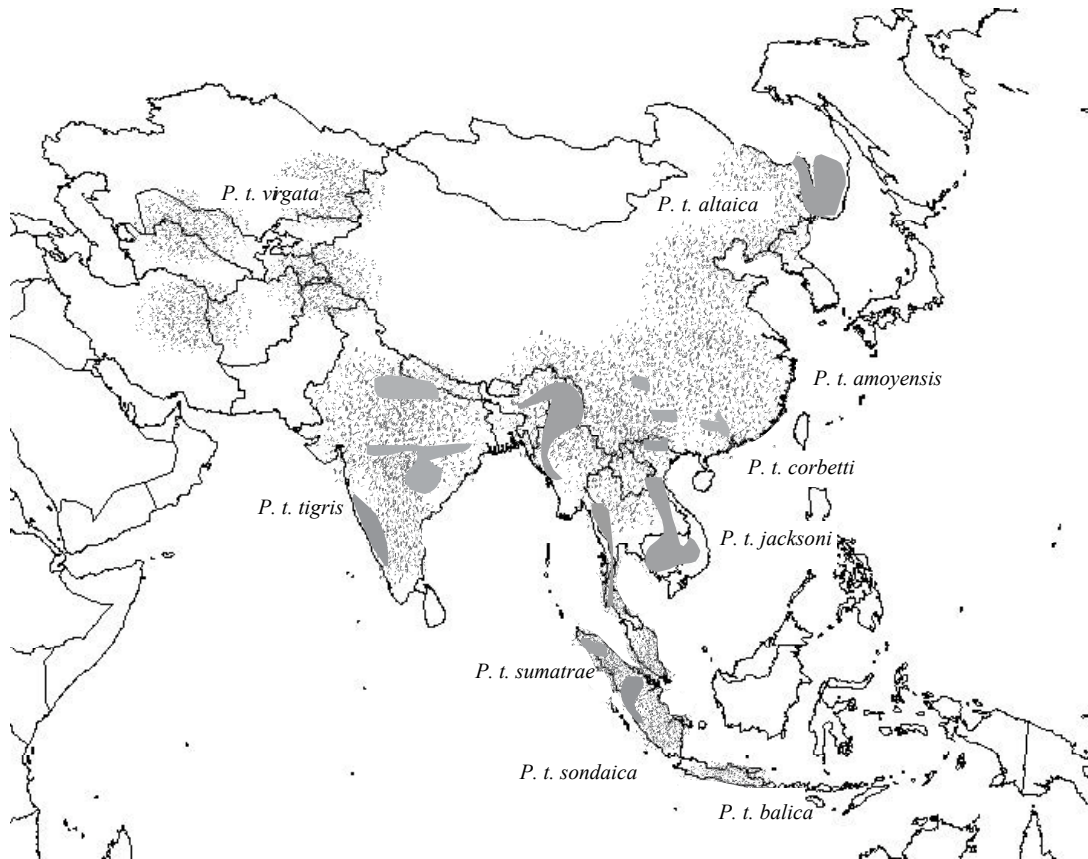 P. t. virgata
P. t. altaica
P. t. amoyensis
P. t. corbetti
P. t. tigris
P. t. jacksoni
P. t. sumatrae
P. t. sondaica
P. t. balica